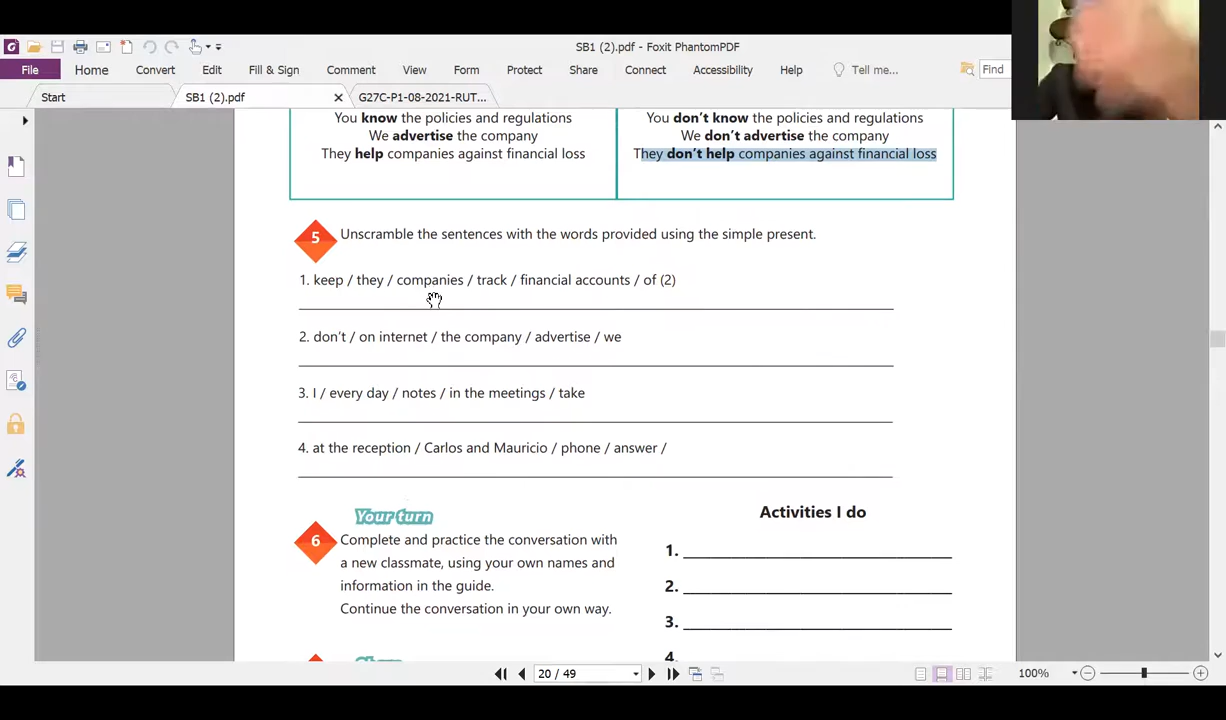 SB1 (2).pdf - Foxit PhantomPDF
File Home Convert Edit Fill & Sign Comment View Form Protect Share Connect Accessibility Help Tell me... Find
Start SB1 (2).pdf G27C-P1-08-2021-RUT...
You know the policies and regulations
We advertise the company
They help companies against financial loss
You don't know the policies and regulations
We don't advertise the company
They don't help companies against financial loss
5 Unscramble the sentences with the words provided using the simple present.
1. keep / they / companies / track / financial accounts / of (2)
2. don't / on internet / the company / advertise / we
3. I / every day / notes / in the meetings / take
4. at the reception / Carlos and Mauricio / phone / answer /
Your turn
6 Complete and practice the conversation with
a new classmate, using your own names and
information in the guide.
Continue the conversation in your own way.
Activities I do
1.
2.
3.
4.
20 / 49
100%